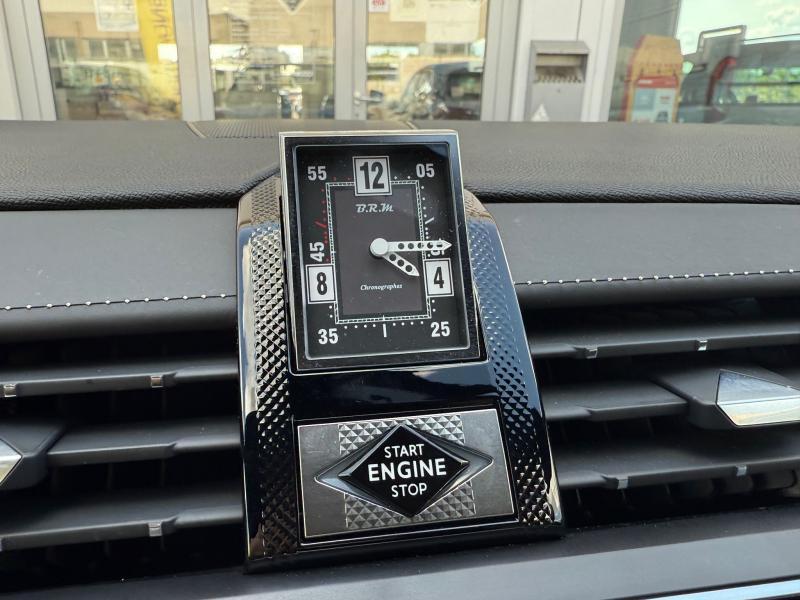 55 12 05
B.R.M
45
8 4
Chronographes
35 25
START
ENGINE
STOP